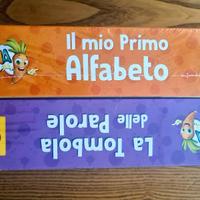 Il mio Primo
Alfabeto
La Tombola
delle Parole